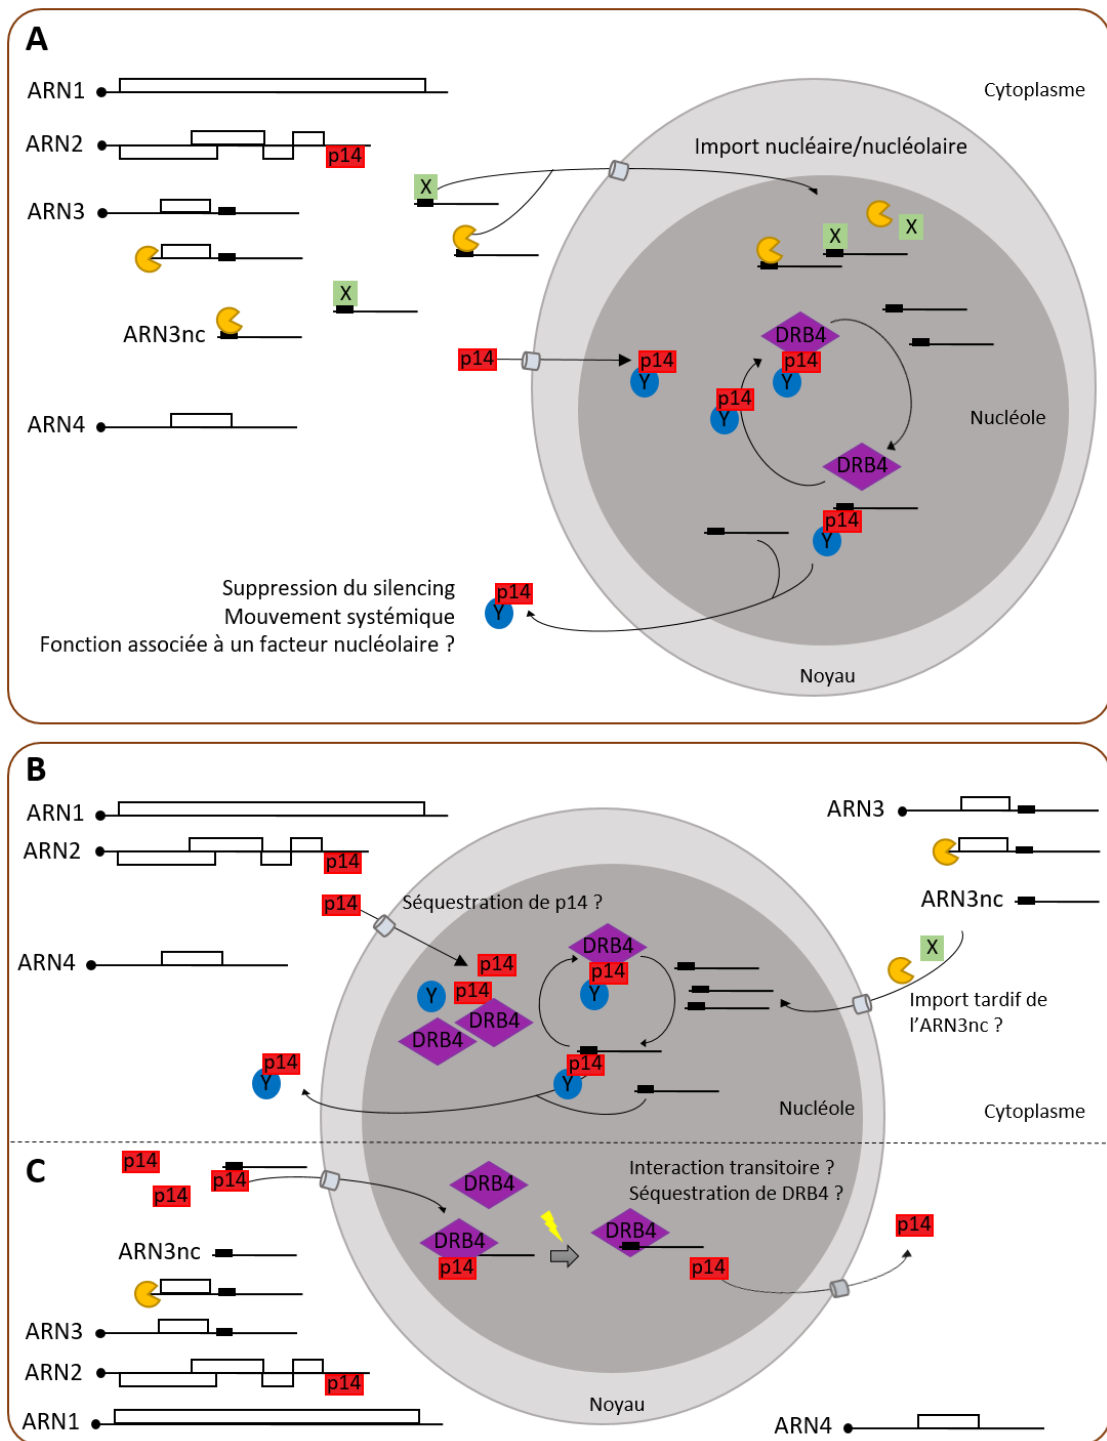 A
ARN1
Cytoplasme
ARN2
p14
Import nucléaire/nucléolaire
X
ARN3
X
X
X
ARN3nc
DRB4
p14
p14
p14
Y
Y
p14
Y
ARN4
Nucléole
DRB4
p14
Y
Suppression du silencing
p14
Mouvement systémique
Y
Fonction associée à un facteur nucléolaire ?
Noyau
B
ARN1
ARN3
ARN2
p14
p14
Séquestration de p14 ?
ARN3nc
DRB4
X
ARN4
p14
p14
p14
Y
Y
Import tardif de
l'ARN3nc ?
DRB4
DRB4
p14
p14
Y
Y
Nucléole
Cytoplasme
C
p14
p14
p14
Interaction transitoire ?
Séquestration de DRB4 ?
DRB4
p14
DRB4
DRB4
ARN3nc
p14
p14
ARN3
ARN2
p14
Noyau
ARN1
ARN4